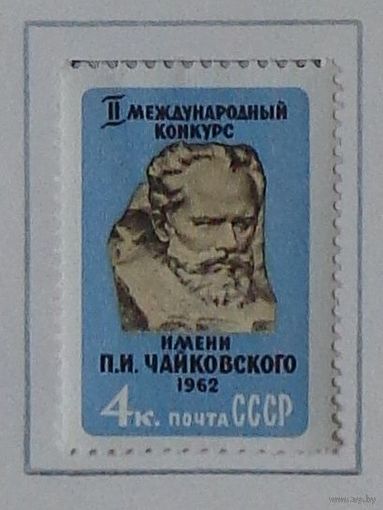 II МЕЖДУНАРОДНЫЙ
КОНКУРС
ИМЕНИ
П.И. ЧАЙКОВСКОГО
1962
4к. ПОЧТА СССР